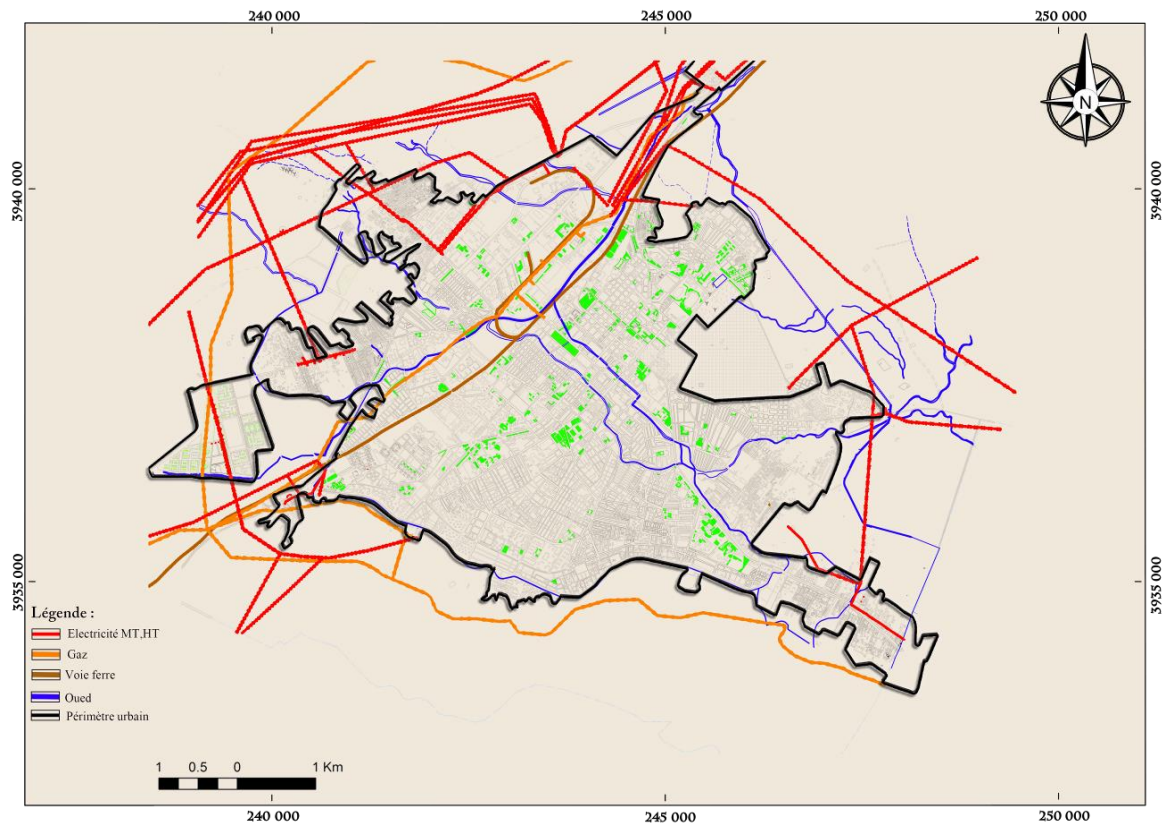 240 000
245 000
250 000
N
3940 000
3940 000
3935 000
3935 000
Légende :
Electricité MT,HT
Gaz
Voie ferre
Oued
Périmètre urbain
1 0.5 0 1 Km
240 000
245 000
250 000